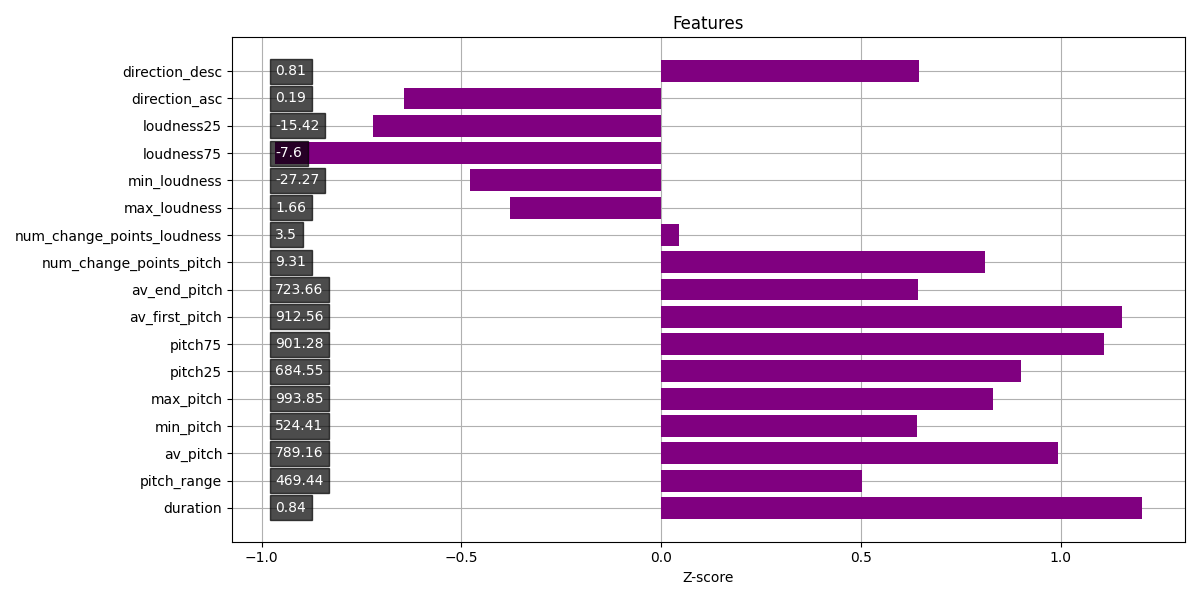 Features
direction_desc 0.81
direction_asc 0.19
loudness25 -15.42
loudness75 -7.6
min_loudness -27.27
max_loudness 1.66
num_change_points_loudness 3.5
num_change_points_pitch 9.31
av_end_pitch 723.66
av_first_pitch 912.56
pitch75 901.28
pitch25 684.55
max_pitch 993.85
min_pitch 524.41
av_pitch 789.16
pitch_range 469.44
duration 0.84
−1.0 −0.5 0.0 0.5 1.0
Z-score